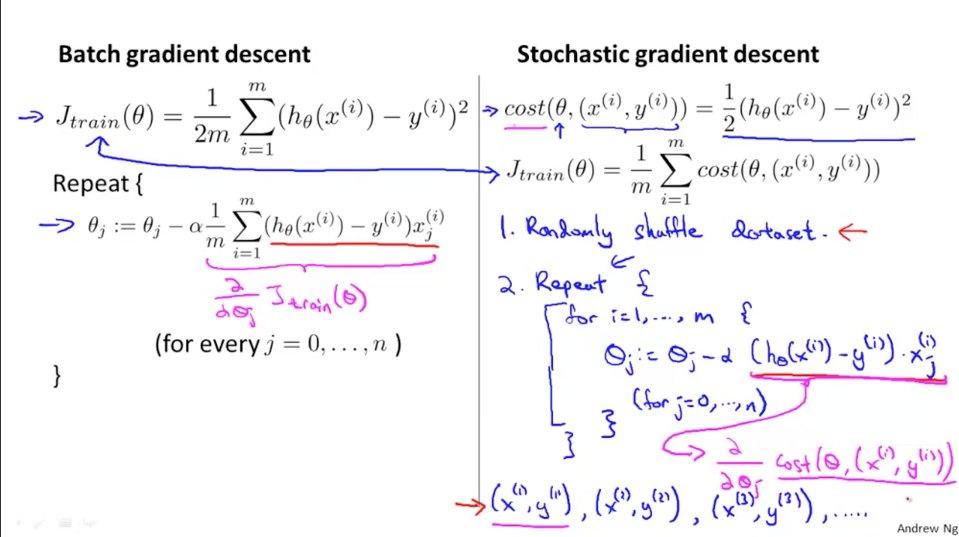 Batch gradient descent
J_train(θ) = 1/2m ∑_{i=1}^{m} (h_θ(x^(i)) − y^(i))²
Repeat {
θ_j := θ_j − α 1/m ∑_{i=1}^{m} (h_θ(x^(i)) − y^(i)) x_j^(i)
∂/∂θ_j J_train(θ)
(for every j = 0, . . . , n )
}
Stochastic gradient descent
cost(θ, (x^(i), y^(i))) = 1/2 (h_θ(x^(i)) − y^(i))²
J_train(θ) = 1/m ∑_{i=1}^{m} cost(θ, (x^(i), y^(i)))
1. Randomly shuffle dataset.
2. Repeat {
for i=1, ..., m {
θ_j := θ_j − α (h_θ(x^(i)) − y^(i)) · x_j^(i)
(for j=0, ..., n)
}
}
∂/∂θ_j cost(θ, (x^(i), y^(i)))
(x^(1), y^(1)), (x^(2), y^(2)), (x^(3), y^(3)), .....
Andrew Ng